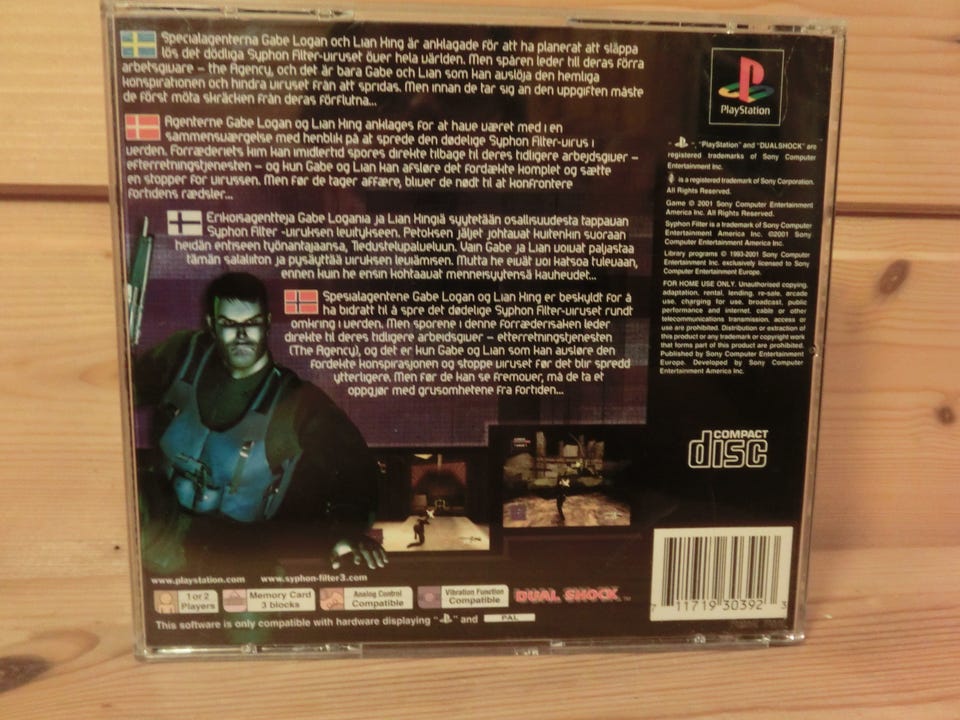 Specialagenterna Gabe Logan och Lian Xing är anklagade för att ha planerat att släppa
lös det dödliga Syphon Filter-viruset över hela världen. Men spåren leder till deras förra
arbetsgivare – the Agency, och det är bara Gabe och Lian som kan avslöja den hemliga
konspirationen och hindra viruset från att spridas. Men innan de tar sig an den uppgiften måste
de först möta skräcken från deras förflutna...
Agenterne Gabe Logan og Lian Xing anklages for at have været med i en
sammensværgelse med henblik på at sprede den dødelige Syphon Filter-virus i
verden. Forræderiets kim kan imidlertid spores direkte tilbage til deres tidligere arbejdsgiver –
efterretningstjenesten – og kun Gabe og Lian kan afsløre det fordækte komplet og sætte
en stopper for virussen. Men før de tager affære, bliver de nødt til at konfrontere
fortidens rædsler...
Erikoisagentteja Gabe Logania ja Lian Xingiä syytetään osallisuudesta tappavan
Syphon Filter -viruksen levitykseen. Petoksen jäljet johtavat kuitenkin suoraan
heidän entiseen työnantajaansa, Tiedustelupalveluun. Vain Gabe ja Lian voivat paljastaa
tämän salaliiton ja pysäyttää viruksen leviämisen. Mutta he eivät voi katsoa tulevaan,
ennen kuin he ensin kohtaavat menneisyytensä kauheudet...
Spesialagentene Gabe Logan og Lian Xing er beskyldt for å
ha bidratt til å spre det dødelige Syphon Filter-viruset rundt
omkring i verden. Men sporene i denne forræderisaken leder
direkte til deres tidligere arbeidsgiver – etterretningstjenesten
(The Agency), og det er kun Gabe og Lian som kan avsløre den
fordekte konspirasjonen og stoppe viruset før det blir spredd
ytterligere. Men før de kan se fremover, må de ta et
oppgjør med grusomhetene fra fortiden...
PlayStation
" ", "PlayStation" and "DUALSHOCK" are
registered trademarks of Sony Computer
Entertainment Inc.
is a registered trademark of Sony Corporation.
All Rights Reserved.
Game © 2001 Sony Computer Entertainment
America Inc. All Rights Reserved.
Syphon Filter is a trademark of Sony Computer
Entertainment America Inc. ©2001 Sony
Computer Entertainment America Inc.
Library programs © 1993-2001 Sony Computer
Entertainment Inc. exclusively licensed to Sony
Computer Entertainment Europe.
FOR HOME USE ONLY. Unauthorised copying,
adaptation, rental, lending, re-sale, arcade
use, charging for use, broadcast, public
performance and internet, cable or other
telecommunications transmission, access or
use are prohibited. Distribution or extraction of
this product or any trademark or copyright work
that forms part of this product are prohibited.
Published by Sony Computer Entertainment
Europe. Developed by Sony Computer
Entertainment America Inc.
COMPACT
disc
www.playstation.com www.syphon-filter3.com
1 or 2
Players
Memory Card
3 blocks
Analog Control
Compatible
Vibration Function
Compatible
DUAL SHOCK™
This software is only compatible with hardware displaying " " and PAL
7 11719 30392 3